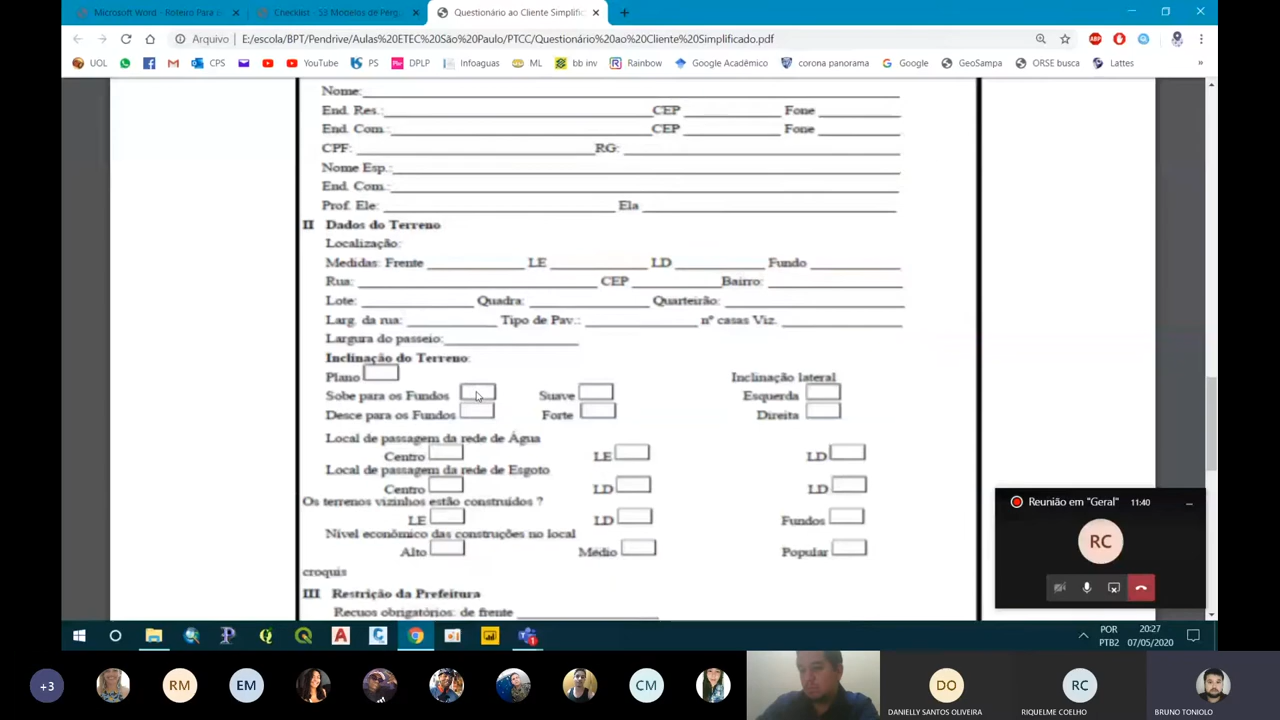 Microsoft Word - Roteiro Para
Checklist - 55 Modelos de Perg
Questionário ao Cliente Simplific
Arquivo | E:/escola/BPT/Pendrive/Aulas%20ETEC%20São%20Paulo/PTCC/Questionário%20ao%20Cliente%20Simplificado.pdf
UOL CPS YouTube PS DPLP Infoaguas ML bb inv Rainbow Google Acadêmico corona panorama Google GeoSampa ORSE busca Lattes »
Nome:
End. Res.: CEP Fone
End. Com.: CEP Fone
CPF: RG:
Nome Esp.:
End. Com.:
Prof. Ele: Ela
II Dados do Terreno
Localização:
Medidas: Frente LE LD Fundo
Rua: CEP Bairro:
Lote: Quadra: Quarteirão:
Larg. da rua: Tipo de Pav.: nº casas Viz.
Largura do passeio:
Inclinação do Terreno:
Plano Inclinação lateral
Sobe para os Fundos Suave Esquerda
Desce para os Fundos Forte Direita
Local de passagem da rede de Água
Centro LE LD
Local de passagem da rede de Esgoto
Centro LD LD
Os terrenos vizinhos estão construídos ?
LE LD Fundos
Nível econômico das construções no local
Alto Médio Popular
croquis
III Restrição da Prefeitura
Recuos obrigatórios: de frente
Reunião em "Geral" 11:40
RC
POR
PTB2
20:27
07/05/2020
+3 RM EM CM DO RC
DANIELLY SANTOS OLIVEIRA RIQUELME COELHO BRUNO TONIOLO